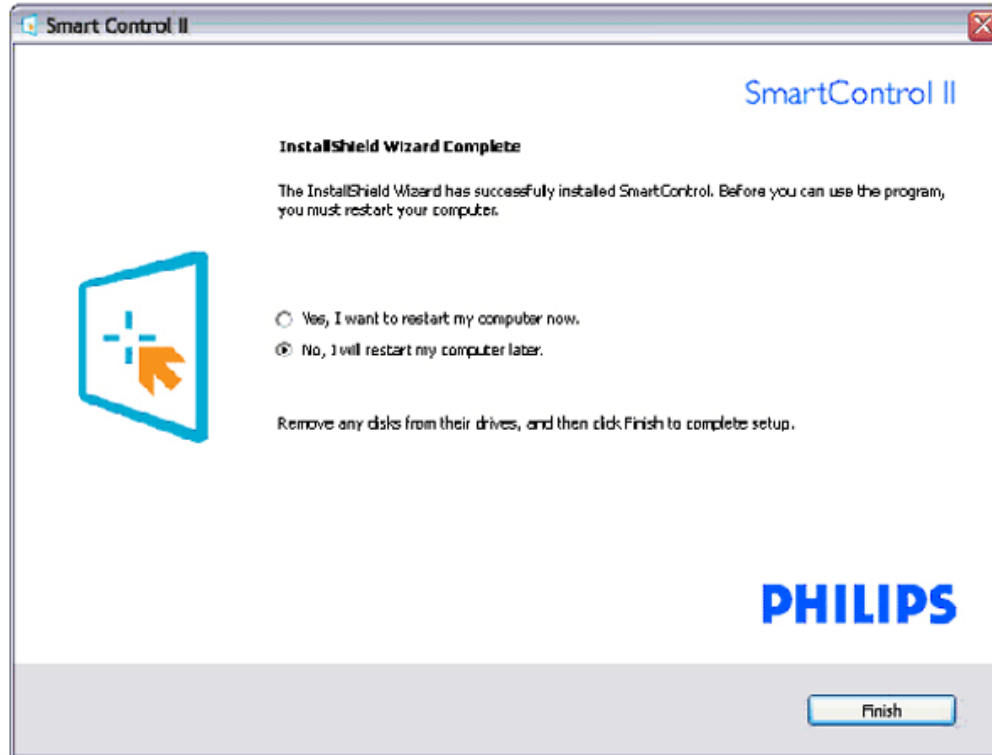 Smart Control II
SmartControl II
InstallShield Wizard Complete
The InstallShield Wizard has successfully installed SmartControl. Before you can use the program,
you must restart your computer.
Yes, I want to restart my computer now.
No, I will restart my computer later.
Remove any disks from their drives, and then click Finish to complete setup.
PHILIPS
Finish